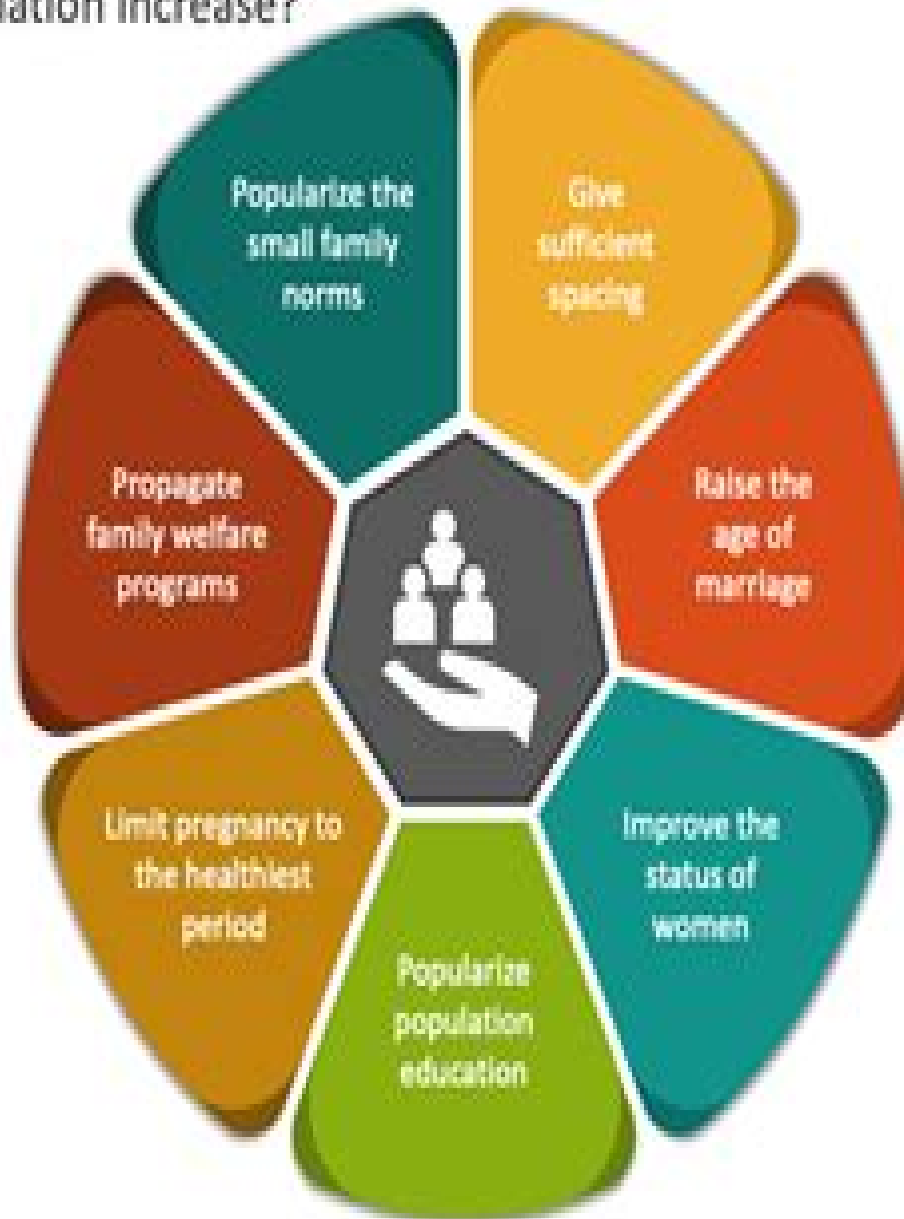 increase?
Popularize the
small family
norms
Give
sufficient
spacing
Propagate
family welfare
programs
Raise the
age of
marriage
Limit pregnancy to
the healthiest
period
Improve the
status of
women
Popularize
population
education